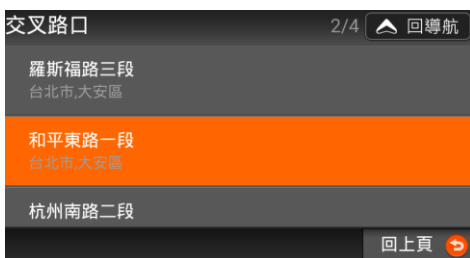 交叉路口 2/4 回導航
羅斯福路三段
台北市,大安區
和平東路一段
台北市,大安區
杭州南路二段
回上頁